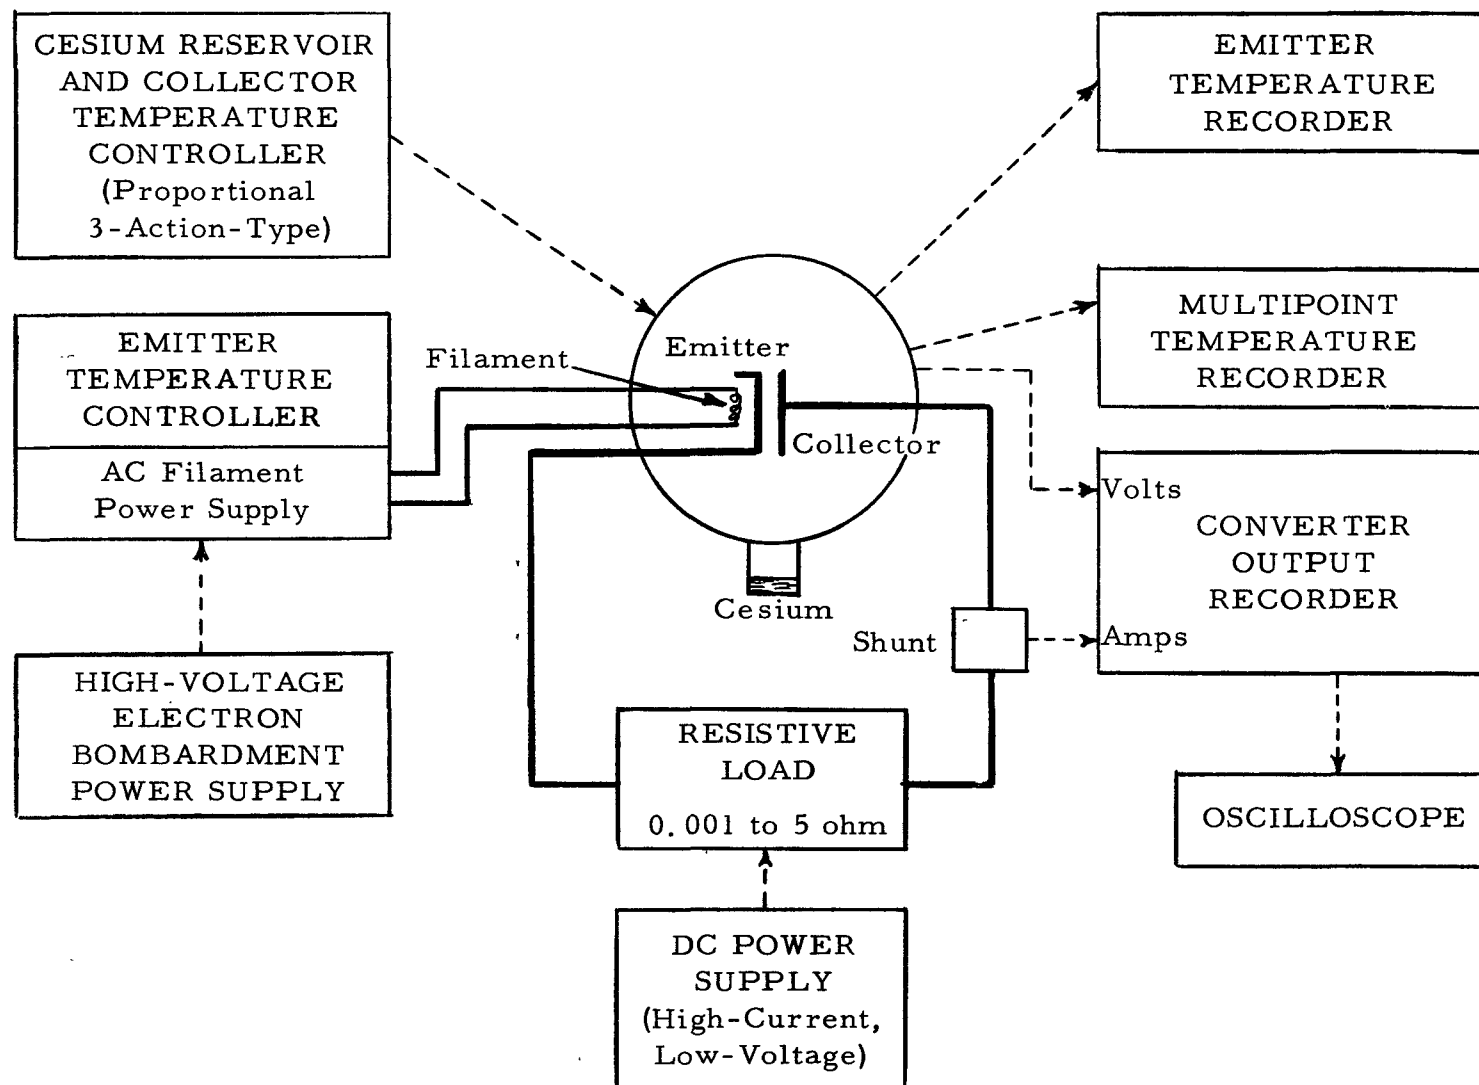 CESIUM RESERVOIR
AND COLLECTOR
TEMPERATURE
CONTROLLER
(Proportional
3-Action-Type)
EMITTER
TEMPERATURE
RECORDER
EMITTER
TEMPERATURE
CONTROLLER
AC Filament
Power Supply
Filament
Emitter
Collector
Cesium
MULTIPOINT
TEMPERATURE
RECORDER
Volts
CONVERTER
OUTPUT
RECORDER
Amps
Shunt
HIGH-VOLTAGE
ELECTRON
BOMBARDMENT
POWER SUPPLY
RESISTIVE
LOAD
0.001 to 5 ohm
OSCILLOSCOPE
DC POWER
SUPPLY
(High-Current,
Low-Voltage)